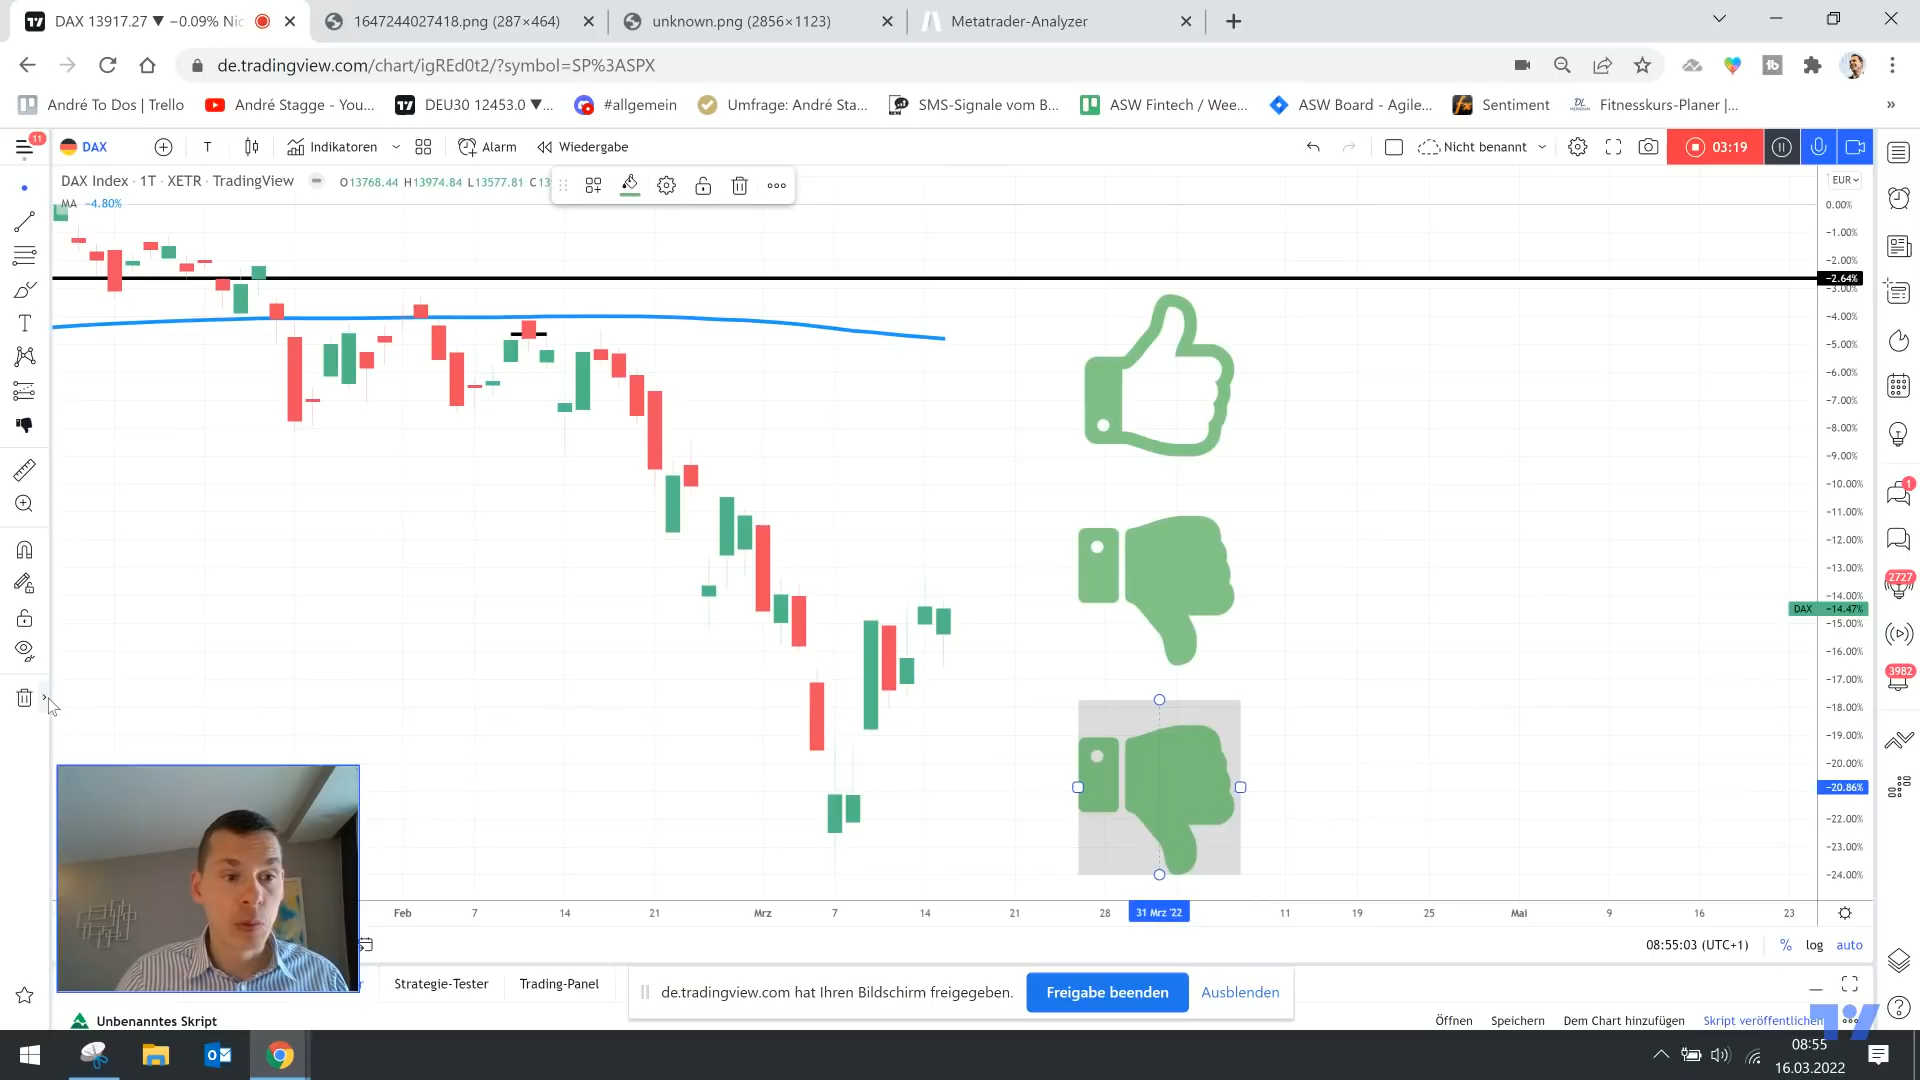 DAX 13917.27 ▼ −0.09% Nic
1647244027418.png (287×464)
unknown.png (2856×1123)
Metatrader-Analyzer
de.tradingview.com/chart/igREd0t2/?symbol=SP%3ASPX
André To Dos | Trello
André Stagge - You...
DEU30 12453.0 ▼...
#allgemein
Umfrage: André Sta...
SMS-Signale vom B...
ASW Fintech / Wee...
ASW Board - Agile...
Sentiment
Fitnesskurs-Planer |...
11
DAX
T
Indikatoren
Alarm
Wiedergabe
Nicht benannt
03:19
DAX Index · 1T · XETR · TradingView
O13768.44 H13974.84 L13577.81 C13
MA −4.80%
EUR
0.00%
−1.00%
−2.00%
−2.64%
−3.00%
−4.00%
−5.00%
−6.00%
−7.00%
−8.00%
−9.00%
−10.00%
−11.00%
−12.00%
−13.00%
−14.00%
DAX −14.47%
−15.00%
−16.00%
−17.00%
−18.00%
−19.00%
−20.00%
−20.86%
−22.00%
−23.00%
−24.00%
1
2727
3982
Feb
7
14
21
Mrz
7
14
21
28
31 Mrz '22
11
19
25
Mai
9
16
23
08:55:03 (UTC+1)
%
log
auto
Strategie-Tester
Trading-Panel
de.tradingview.com hat Ihren Bildschirm freigegeben.
Freigabe beenden
Ausblenden
Unbenanntes Skript
Öffnen
Speichern
Dem Chart hinzufügen
Skript veröffentlichen
08:55
16.03.2022